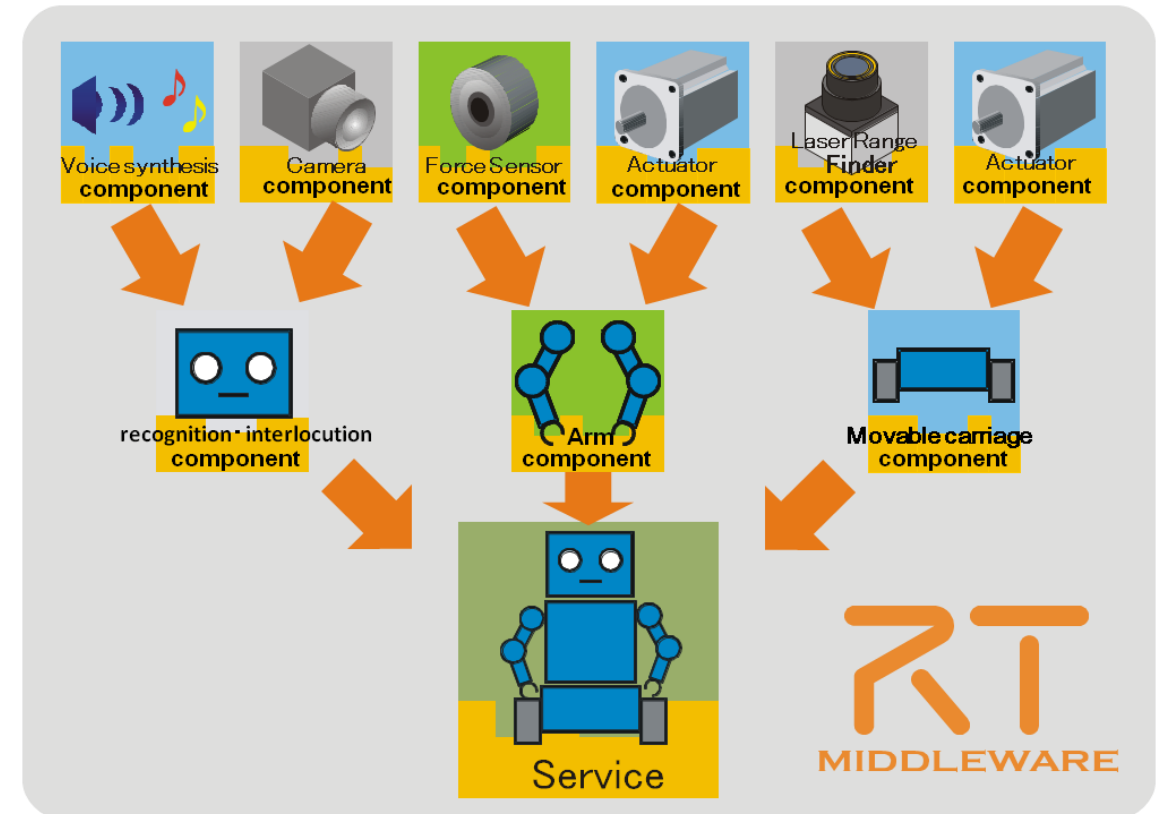 Voice synthesis
component
Camera
component
Force Sensor
component
Actuator
component
Laser Range
Finder
component
Actuator
component
recognition・interlocution
component
Arm
component
Movable carriage
component
Service
RT
MIDDLEWARE